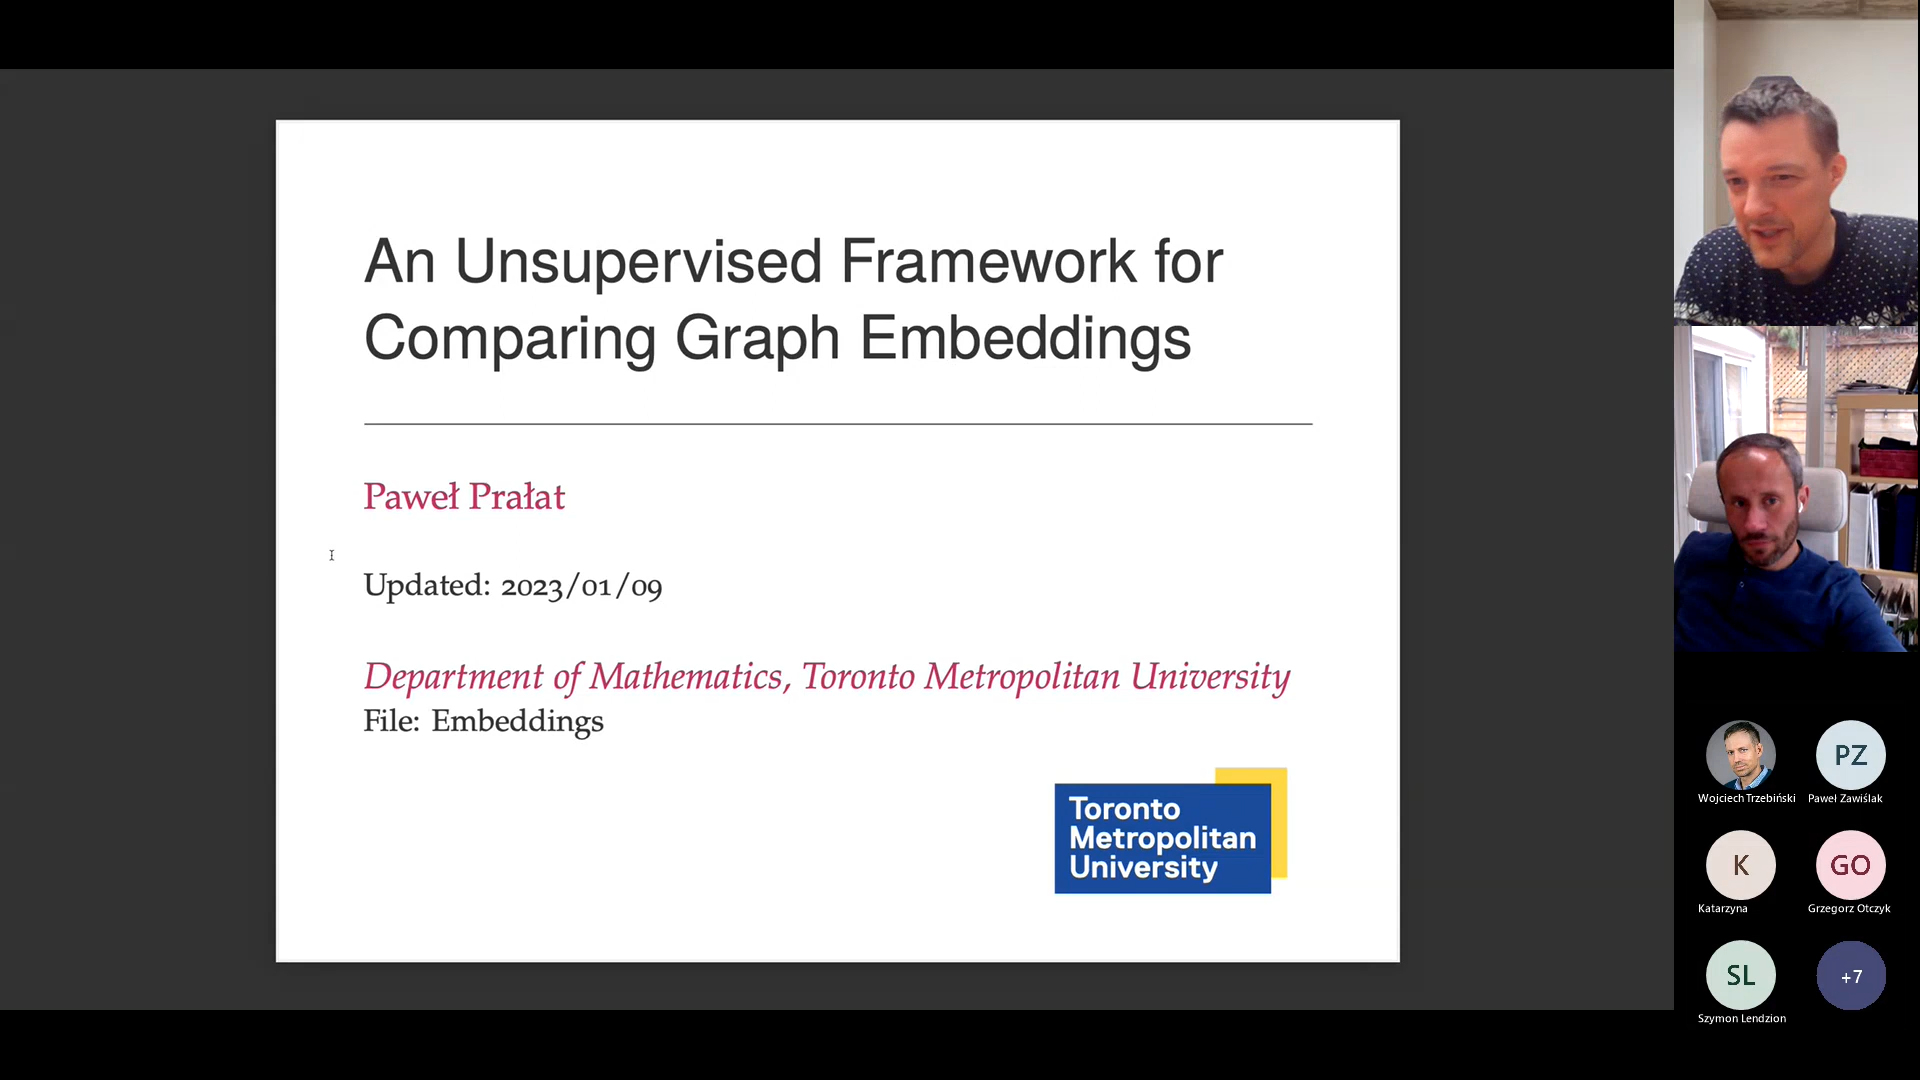 An Unsupervised Framework for
Comparing Graph Embeddings
Paweł Prałat
Updated: 2023/01/09
Department of Mathematics, Toronto Metropolitan University
File: Embeddings
Toronto
Metropolitan
University
PZ
Wojciech Trzebiński
Paweł Zawiślak
K
GO
Katarzyna
Grzegorz Otczyk
SL
+7
Szymon Lendzion